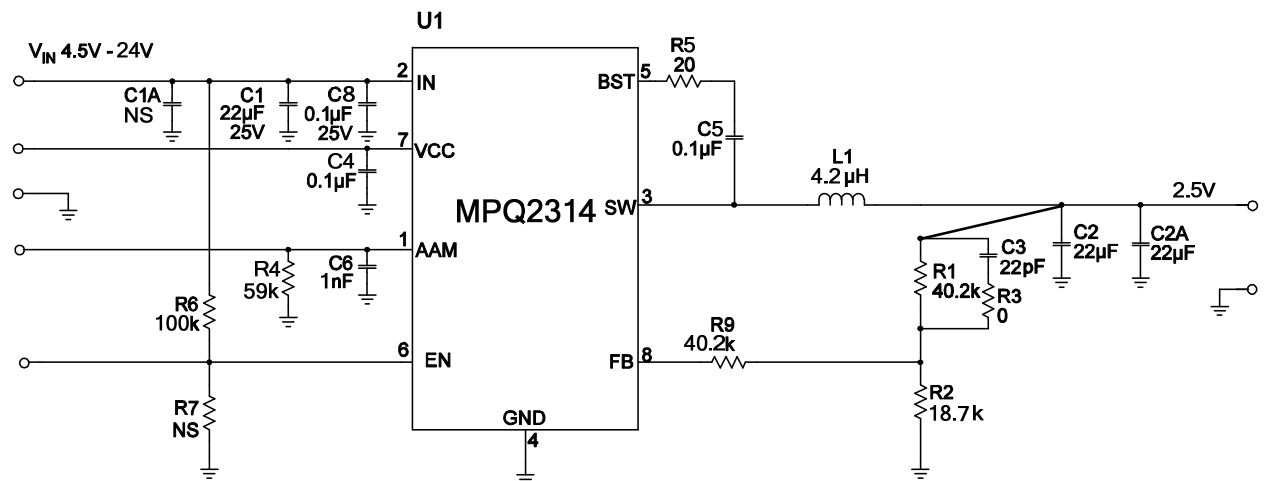 U1
VIN 4.5V - 24V
C1A
NS
C1
22µF
25V
C8
0.1µF
25V
2
IN
7
VCC
C4
0.1µF
1
AAM
R4
59k
C6
1nF
R6
100k
6
EN
R7
NS
MPQ2314
GND
4
BST
5
R5
20
C5
0.1µF
SW
3
L1
4.2µH
2.5V
C2
22µF
C2A
22µF
C3
22pF
R1
40.2k
R3
0
FB
8
R9
40.2k
R2
18.7k